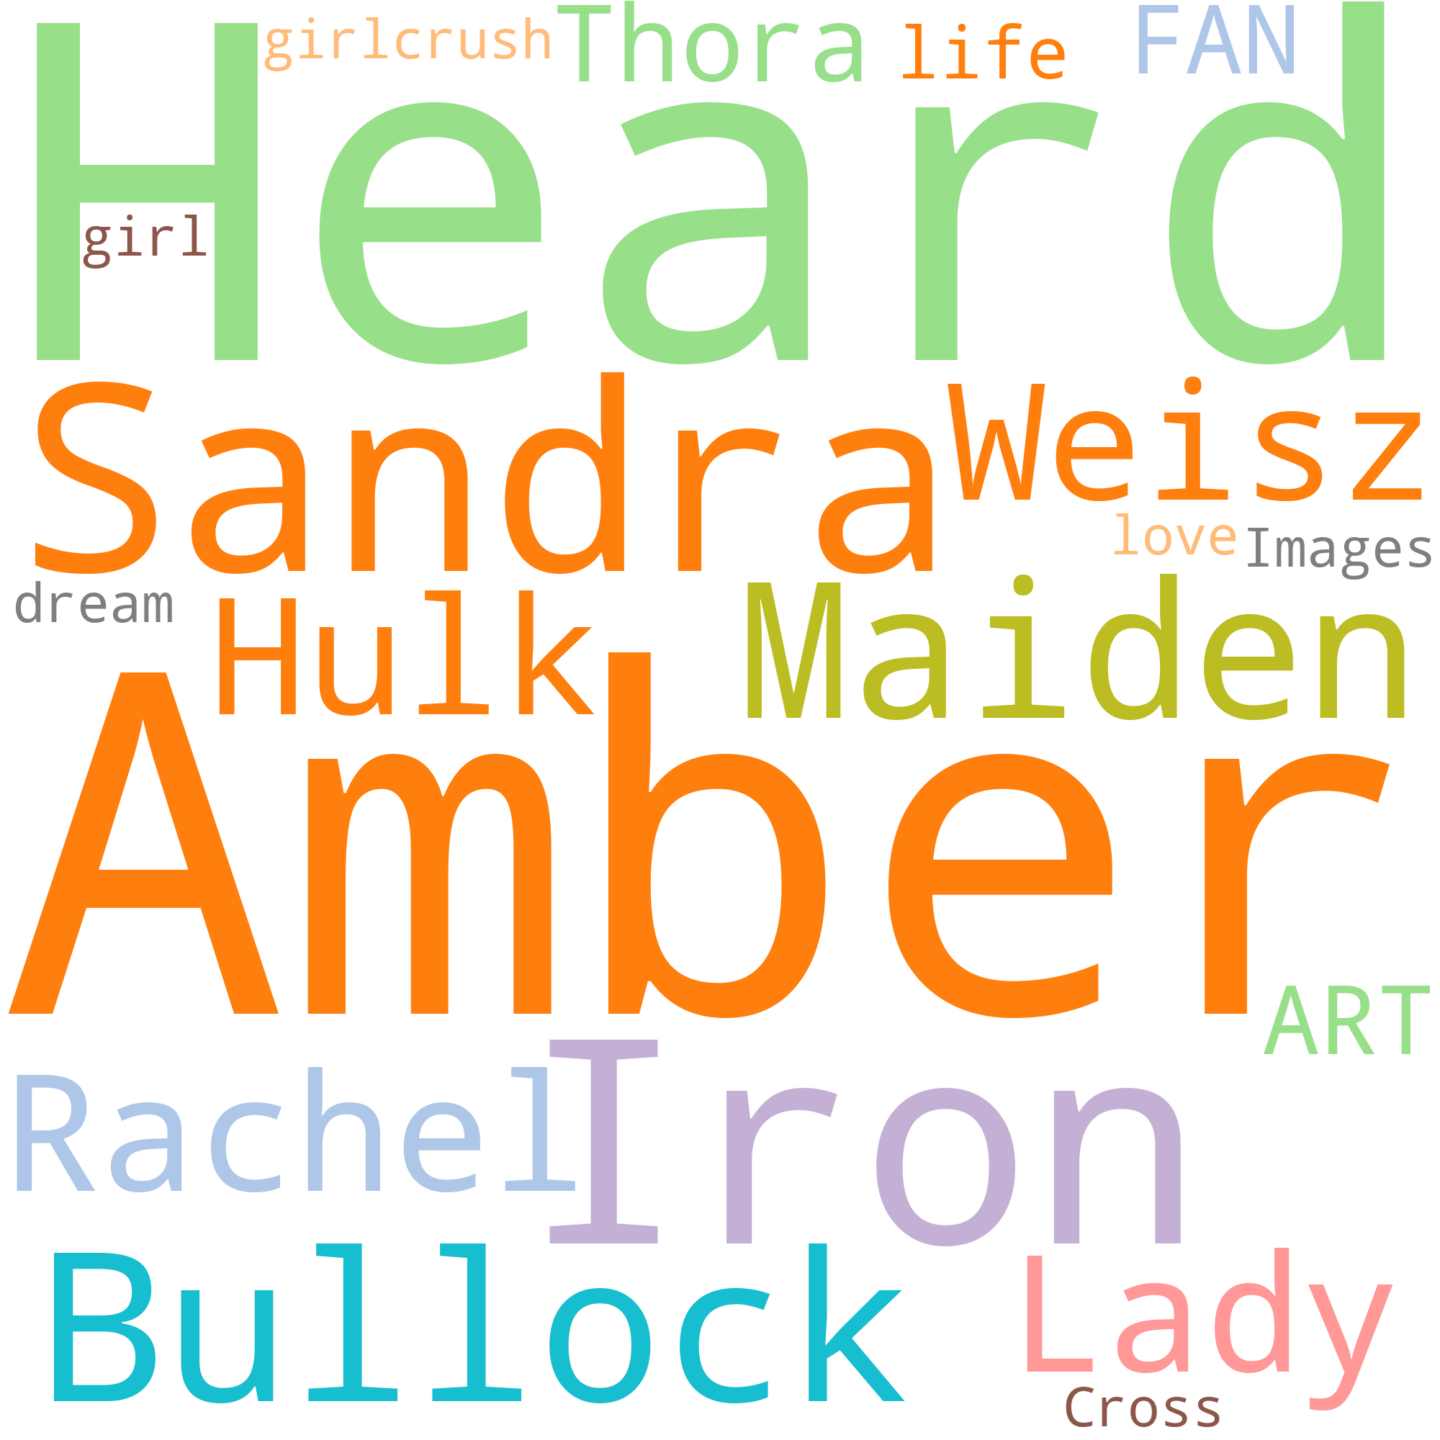 girlcrush Thora life FAN
Heard
girl
Sandra Weisz
love Images
dream Hulk Maiden
Amber
ART
Rachel Iron
Bullock Lady
Cross